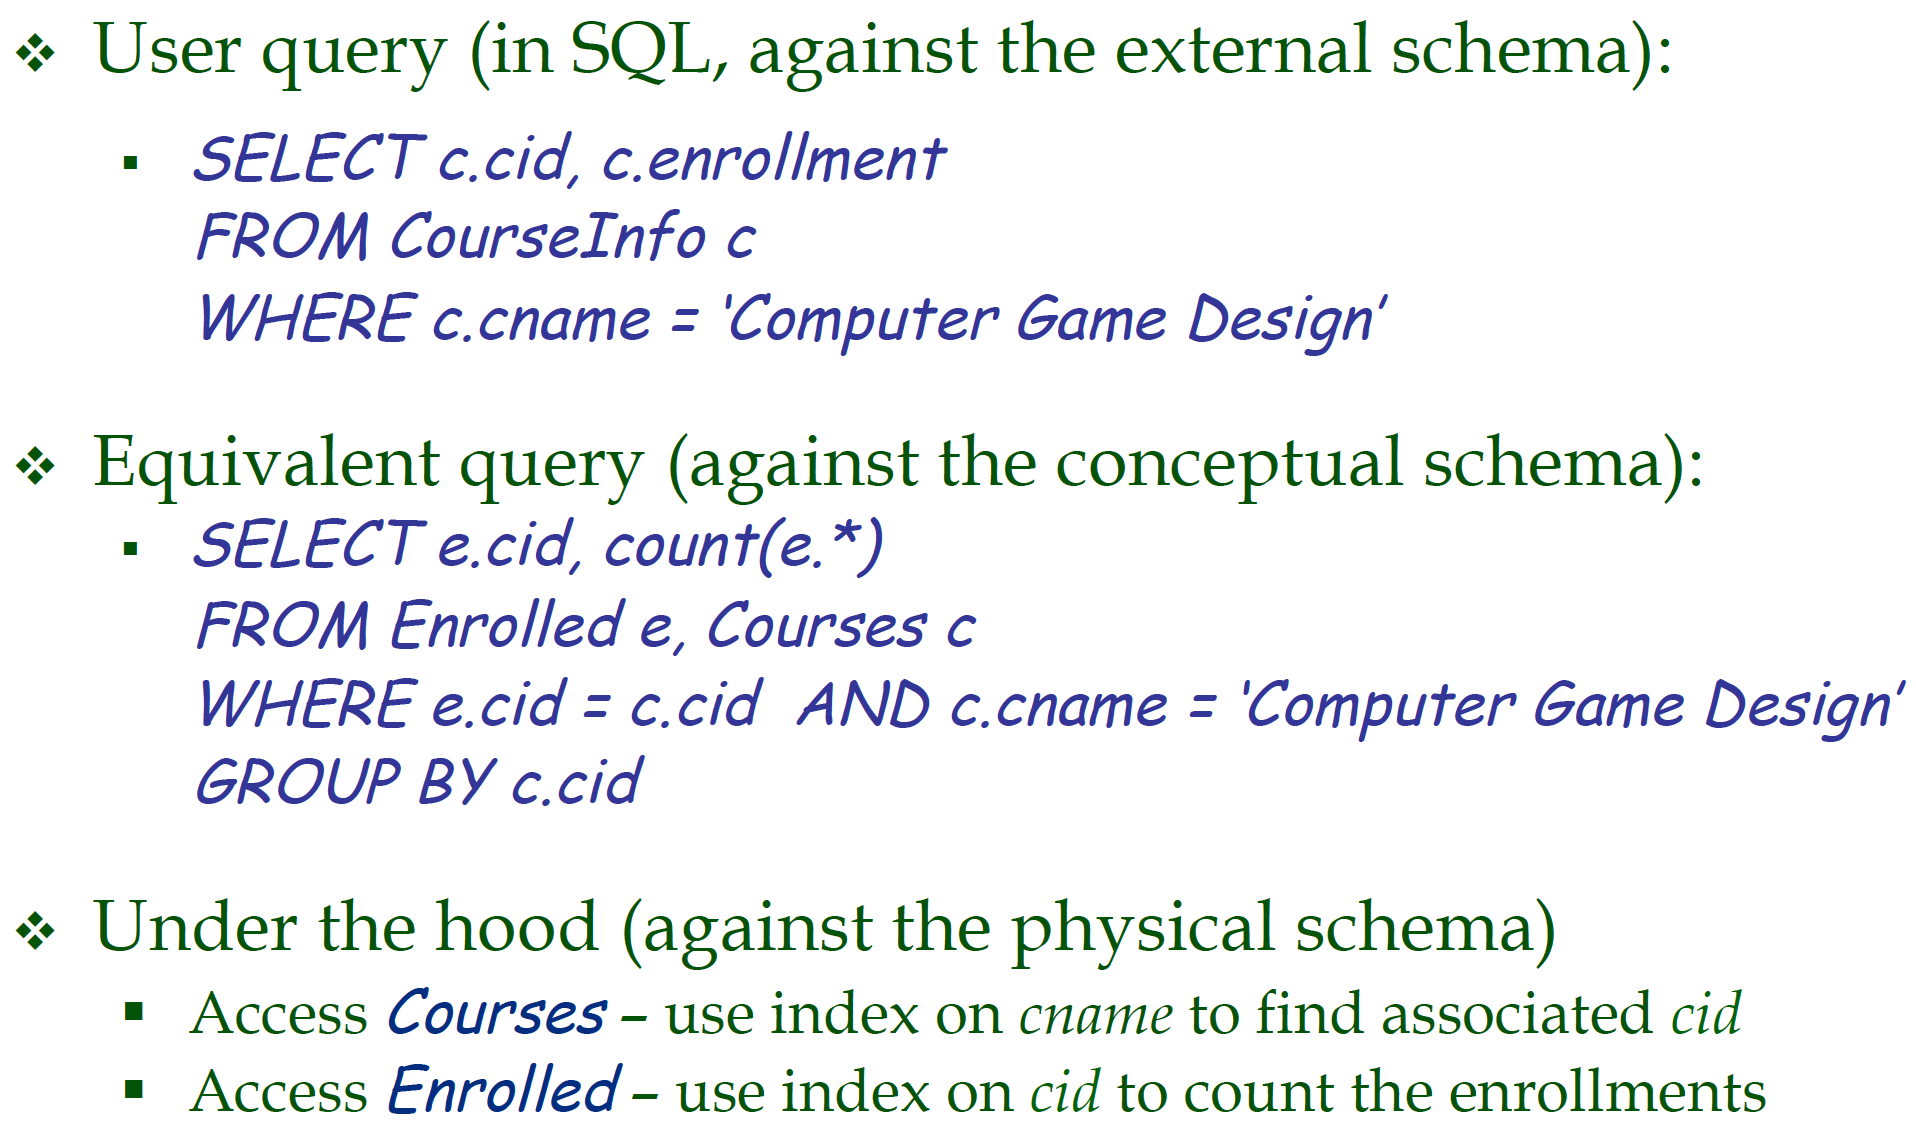 ❖ User query (in SQL, against the external schema):
▪ SELECT c.cid, c.enrollment
FROM CourseInfo c
WHERE c.cname = ‘Computer Game Design’
❖ Equivalent query (against the conceptual schema):
▪ SELECT e.cid, count(e.*)
FROM Enrolled e, Courses c
WHERE e.cid = c.cid AND c.cname = ‘Computer Game Design’
GROUP BY c.cid
❖ Under the hood (against the physical schema)
▪ Access Courses – use index on cname to find associated cid
▪ Access Enrolled – use index on cid to count the enrollments